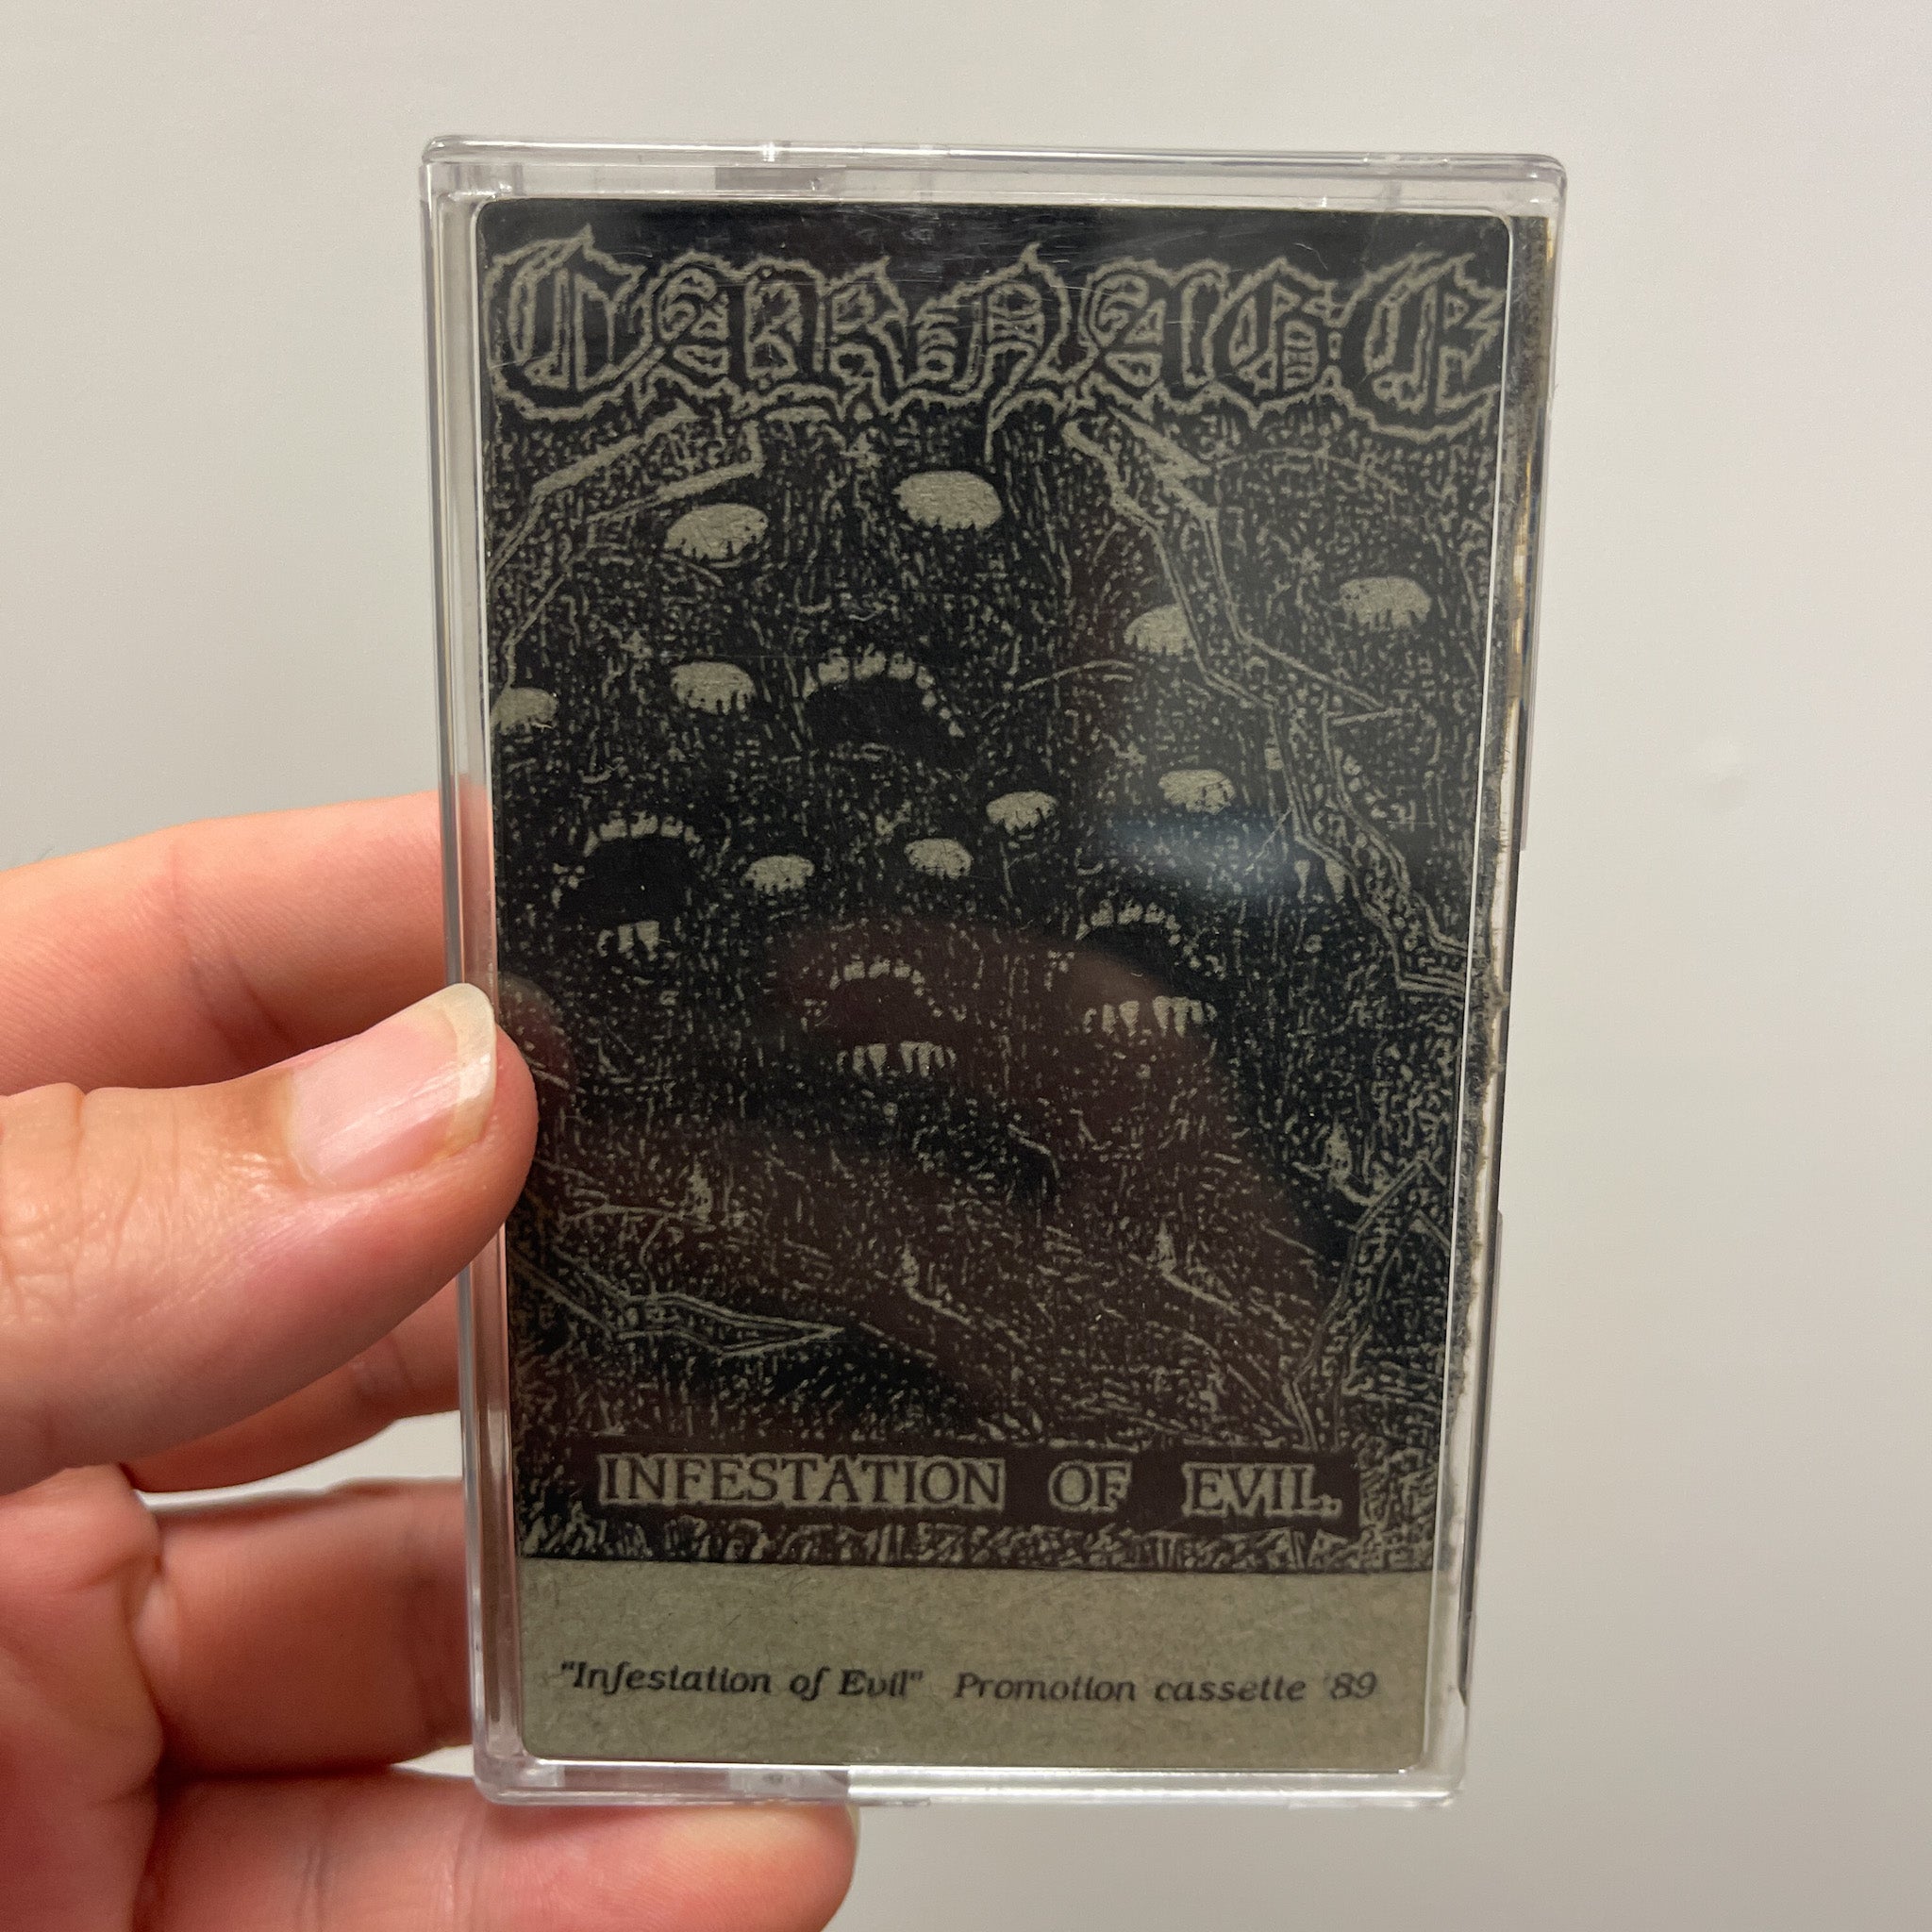 CARNAGE
INFESTATION OF EVIL.
"Infestation of Evil" Promotion cassette '89